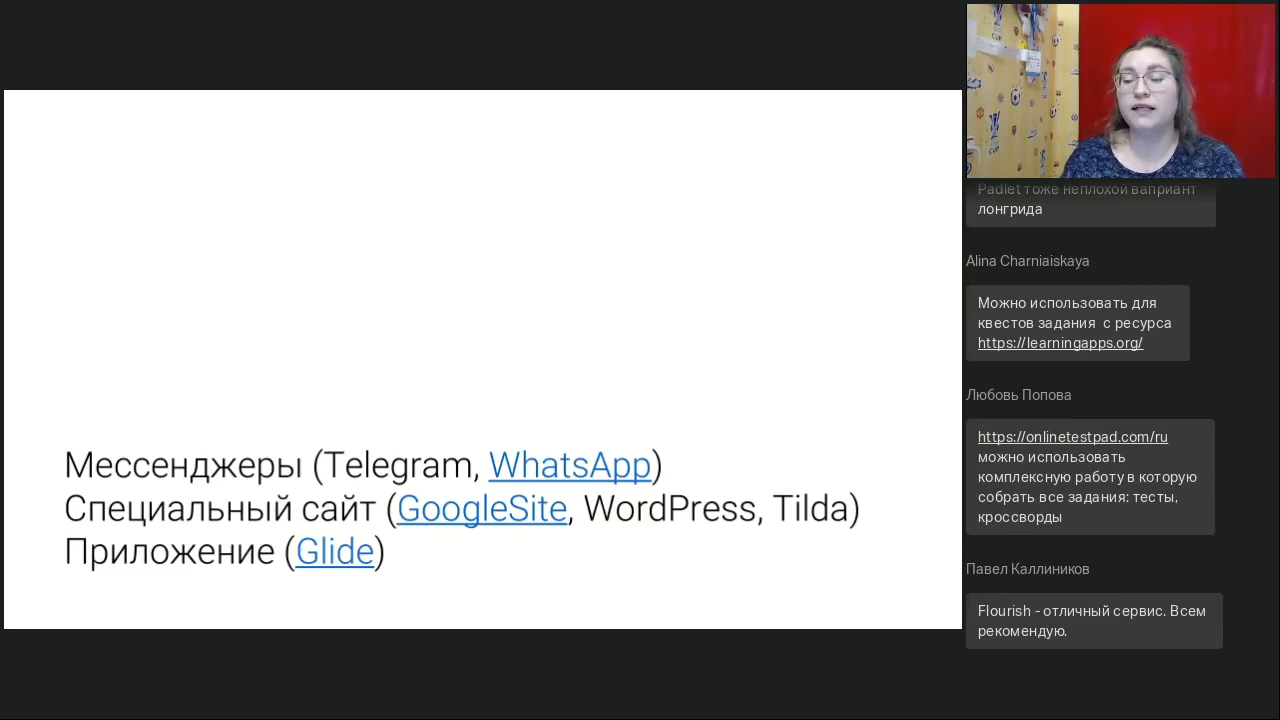 Мессенджеры (Telegram, WhatsApp)
Специальный сайт (GoogleSite, WordPress, Tilda)
Приложение (Glide)
CUP
CUP
Padlet тоже неплохой ваприант
лонгрида
Alina Charniaiskaya
Можно использовать для
квестов задания с ресурса
https://learningapps.org/
Любовь Попова
https://onlinetestpad.com/ru
можно использовать
комплексную работу в которую
собрать все задания: тесты,
кроссворды
Павел Каллиников
Flourish - отличный сервис. Всем
рекомендую.